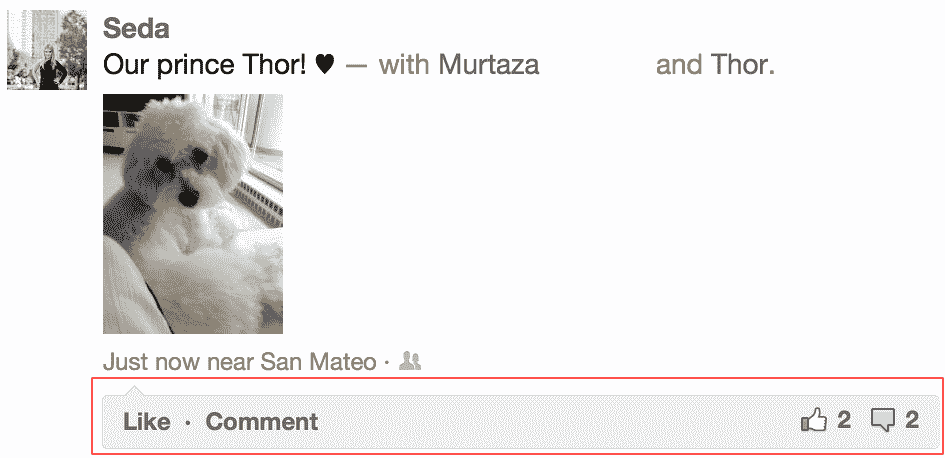 Seda
Our prince Thor! ♥ — with Murtaza and Thor.
Just now near San Mateo ·
Like · Comment 2 2